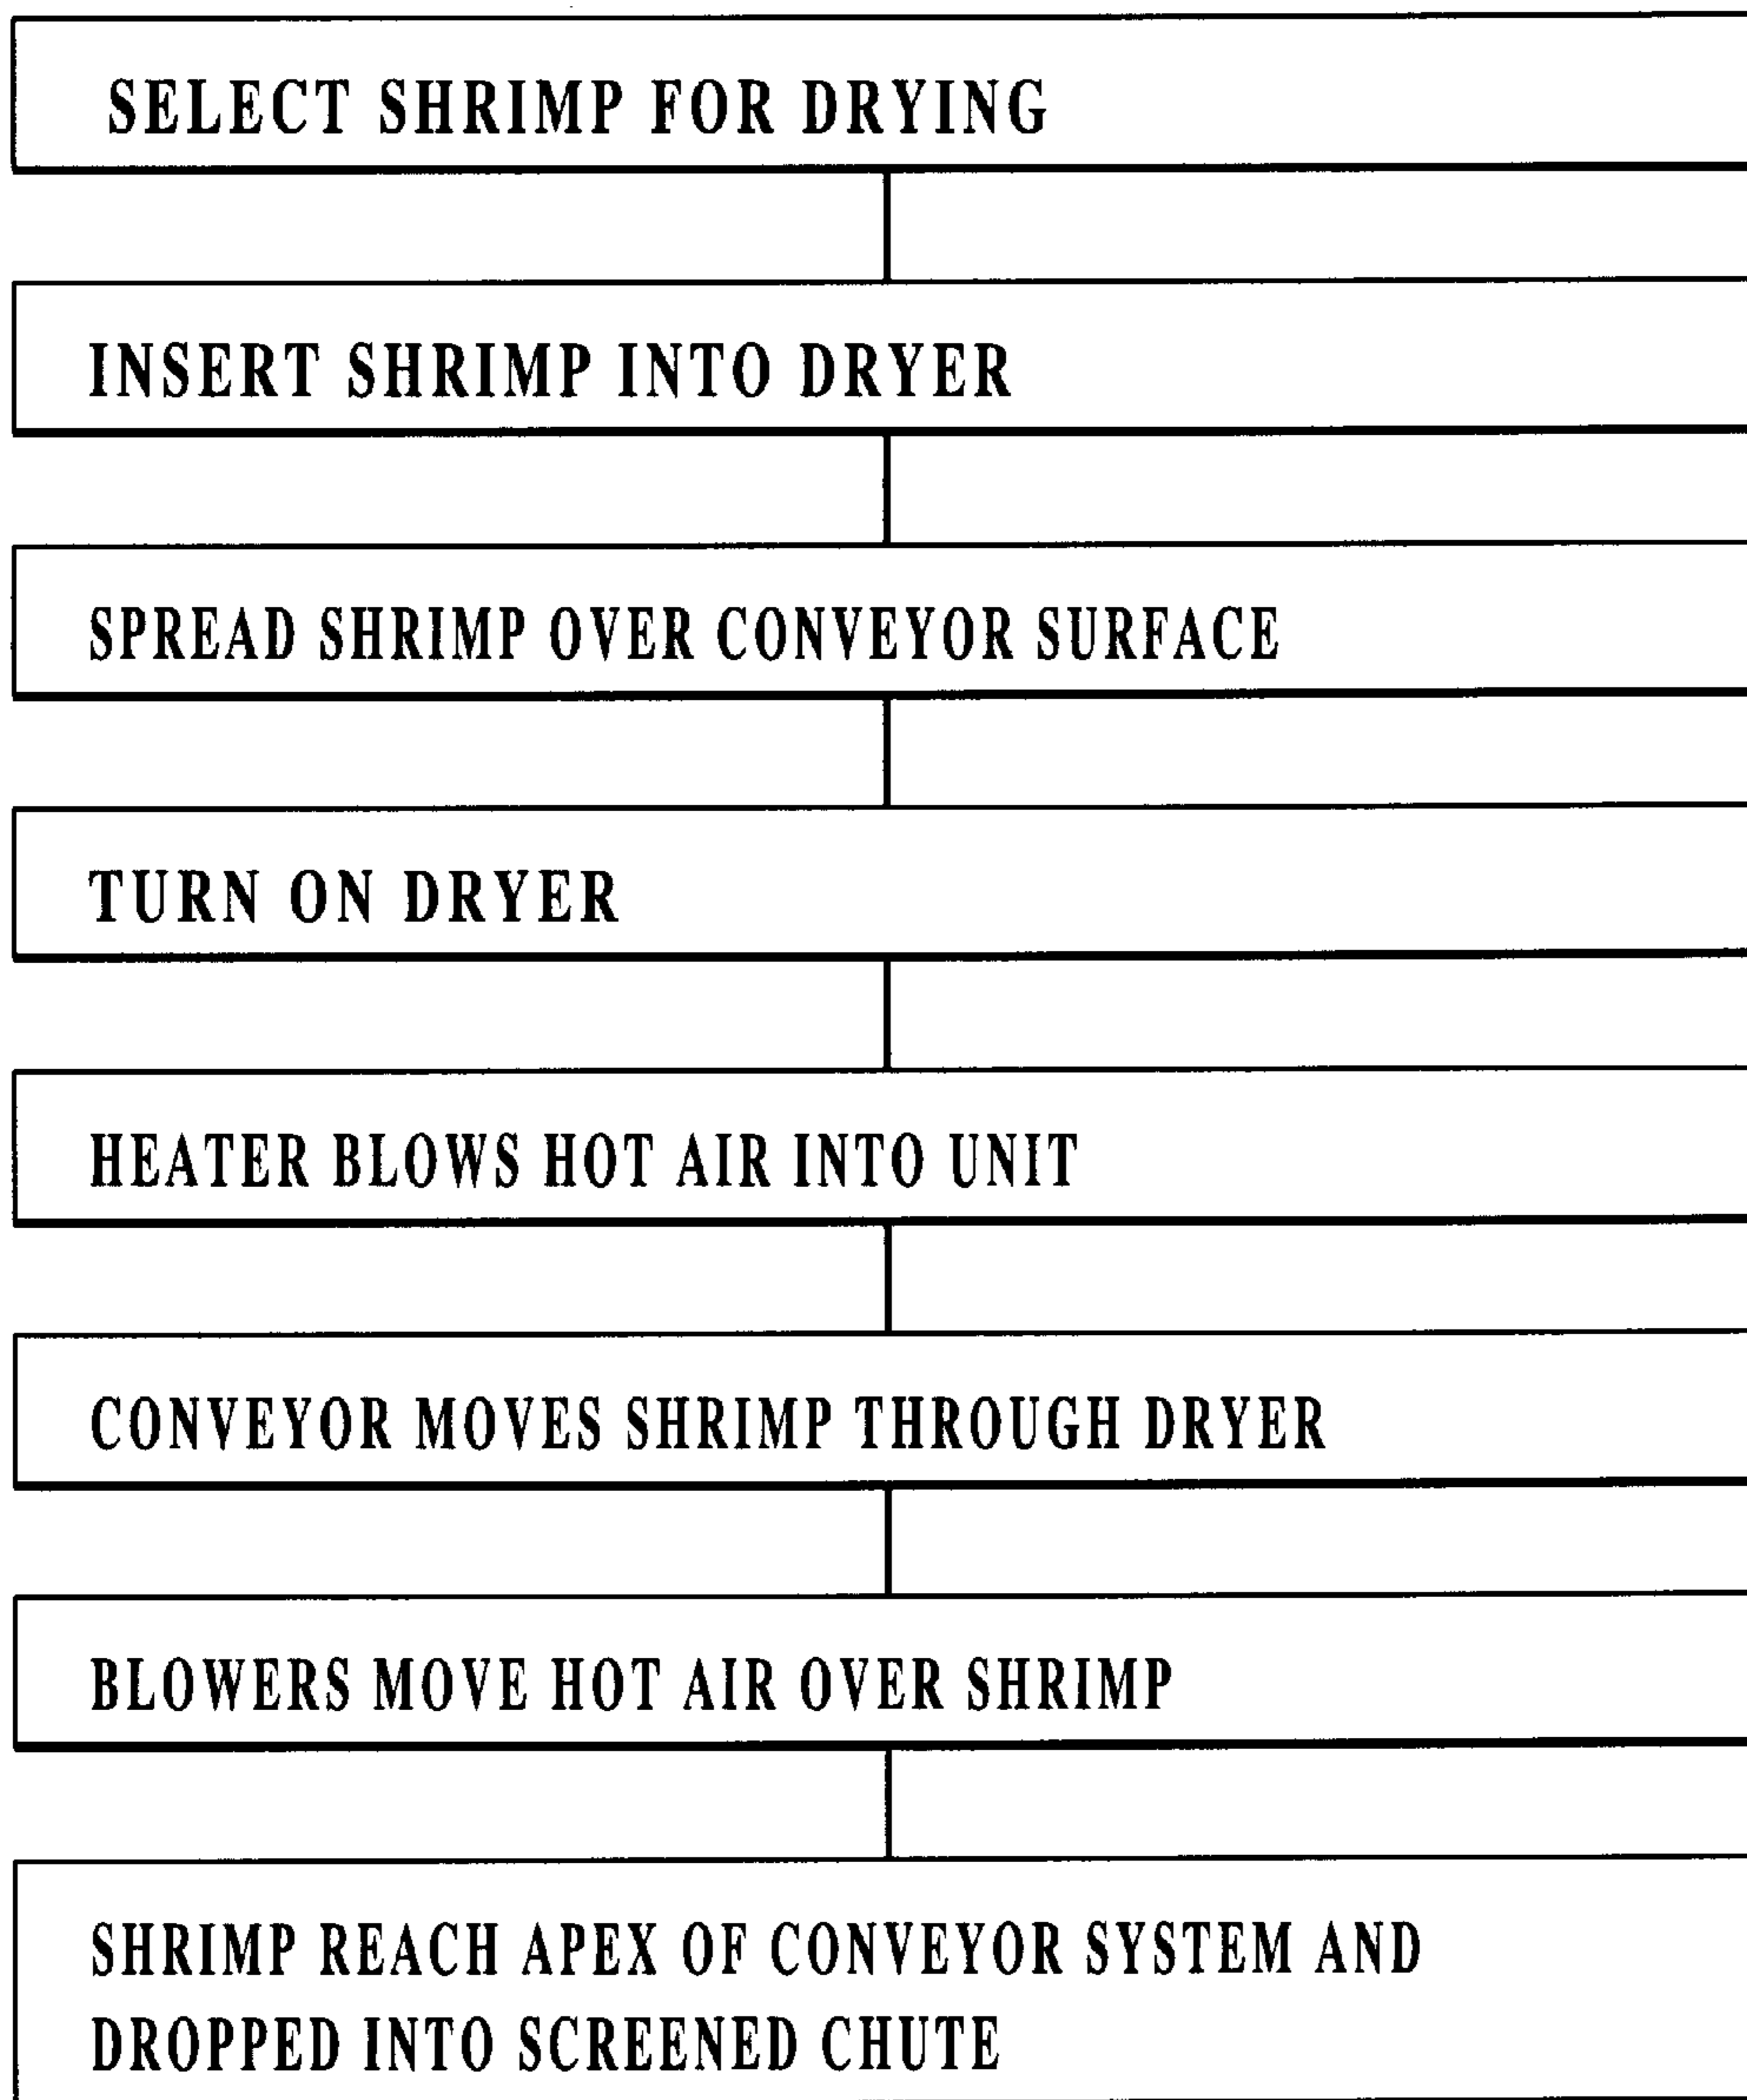 SELECT SHRIMP FOR DRYING
INSERT SHRIMP INTO DRYER
SPREAD SHRIMP OVER CONVEYOR SURFACE
TURN ON DRYER
HEATER BLOWS HOT AIR INTO UNIT
CONVEYOR MOVES SHRIMP THROUGH DRYER
BLOWERS MOVE HOT AIR OVER SHRIMP
SHRIMP REACH APEX OF CONVEYOR SYSTEM AND
DROPPED INTO SCREENED CHUTE